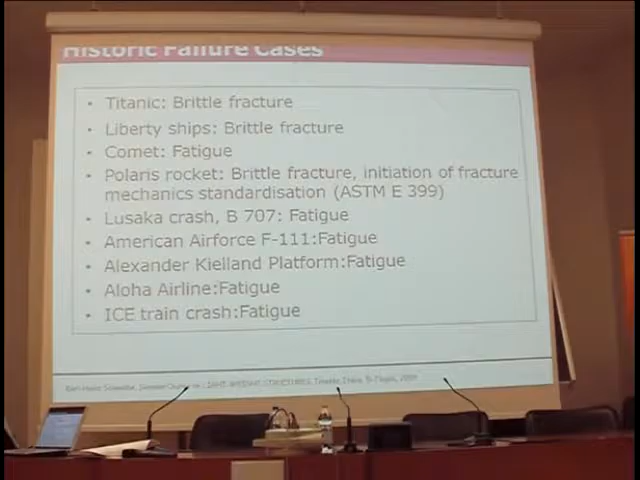 Historic Failure Cases
• Titanic: Brittle fracture
• Liberty ships: Brittle fracture
• Comet: Fatigue
• Polaris rocket: Brittle fracture, initiation of fracture
mechanics standardisation (ASTM E 399)
• Lusaka crash, B 707: Fatigue
• American Airforce F-111:Fatigue
• Alexander Kielland Platform:Fatigue
• Aloha Airline:Fatigue
• ICE train crash:Fatigue